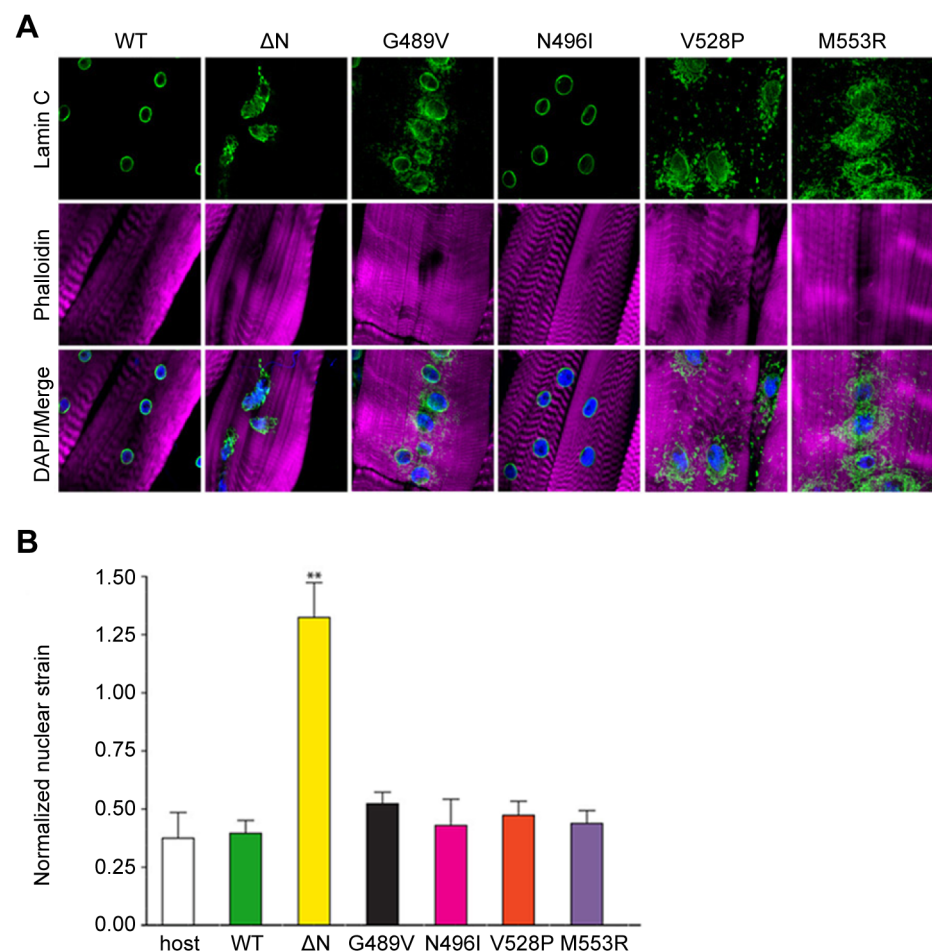 A
WT ΔN G489V N496I V528P M553R
Lamin C
Phalloidin
DAPI/Merge
B
Normalized nuclear strain
1.50
1.25
1.00
0.75
0.50
0.25
0.00
**
host WT ΔN G489V N496I V528P M553R